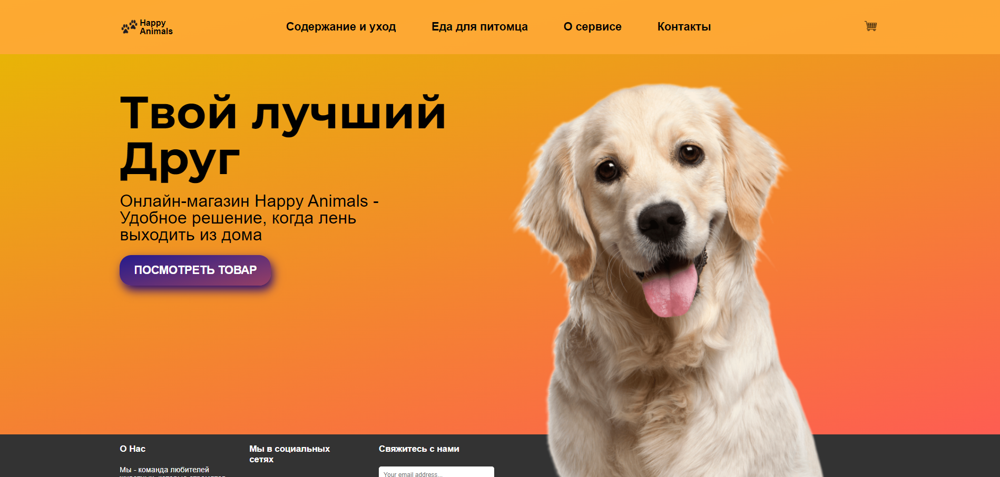 Happy
Animals
Содержание и уход
Еда для питомца
О сервисе
Контакты
Твой лучший
Друг
Онлайн-магазин Happy Animals -
Удобное решение, когда лень
выходить из дома
ПОСМОТРЕТЬ ТОВАР
О Нас
Мы в социальных
сетях
Свяжитесь с нами
Мы - команда любителей
Your email address...